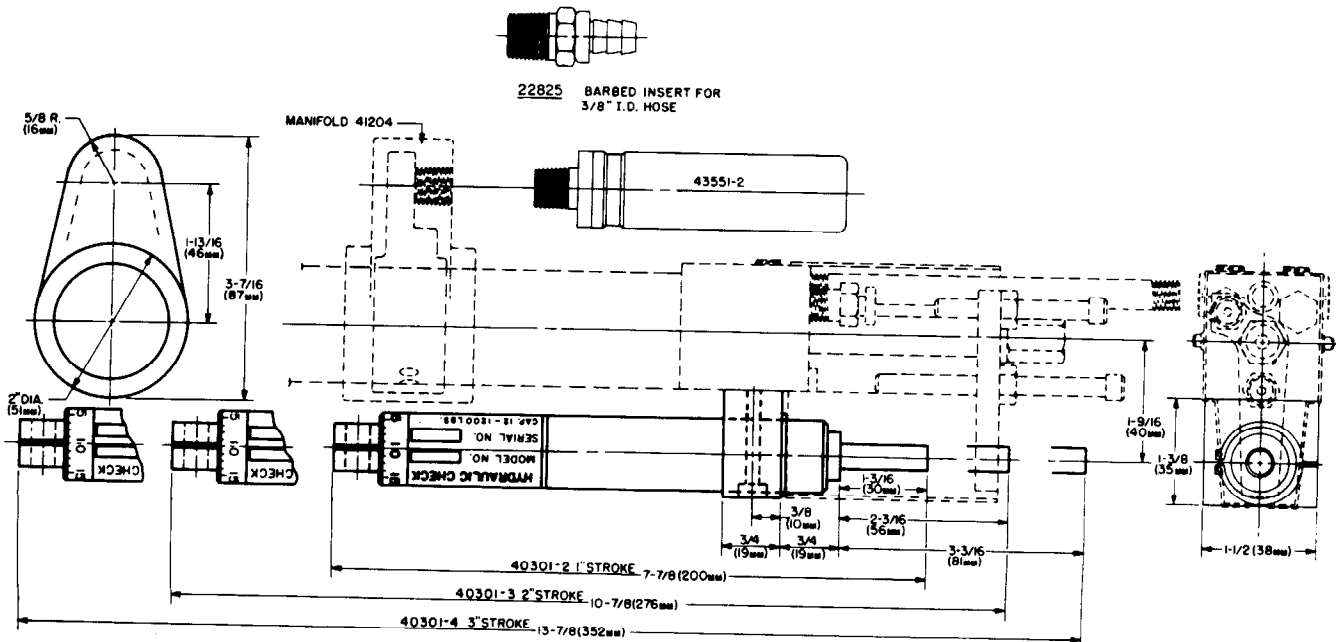 22825 BARBED INSERT FOR
3/8" I.D. HOSE
5/8 R.
(16mm)
MANIFOLD 41204
43551-2
1-13/16
(46mm)
3-7/16
(87mm)
2" DIA.
(51mm)
CHECK
CHECK
CAP. 12-1200 LBS.
SERIAL NO.
MODEL NO.
HYDRAULIC CHECK
1-9/16
(40mm)
1-3/8
(35mm)
1-3/16
(30mm)
3/8
(10mm)
2-3/16
(56mm)
3/4
(19mm)
3/4
(19mm)
3-3/16
(81mm)
1-1/2 (38mm)
40301-2 1" STROKE 7-7/8 (200mm)
40301-3 2" STROKE 10-7/8 (276mm)
40301-4 3" STROKE 13-7/8 (352mm)